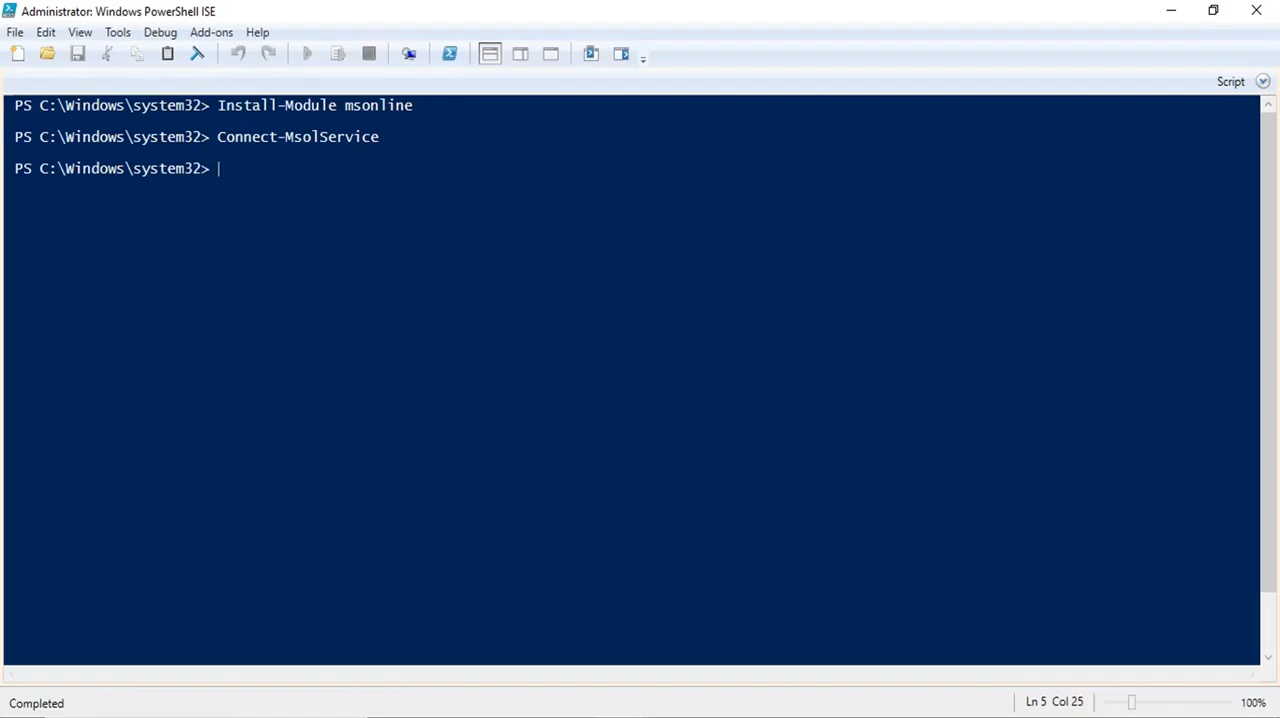 Administrator: Windows PowerShell ISE
File Edit View Tools Debug Add-ons Help
Script
PS C:\Windows\system32> Install-Module msonline
PS C:\Windows\system32> Connect-MsolService
PS C:\Windows\system32>
Completed
Ln 5 Col 25
100%